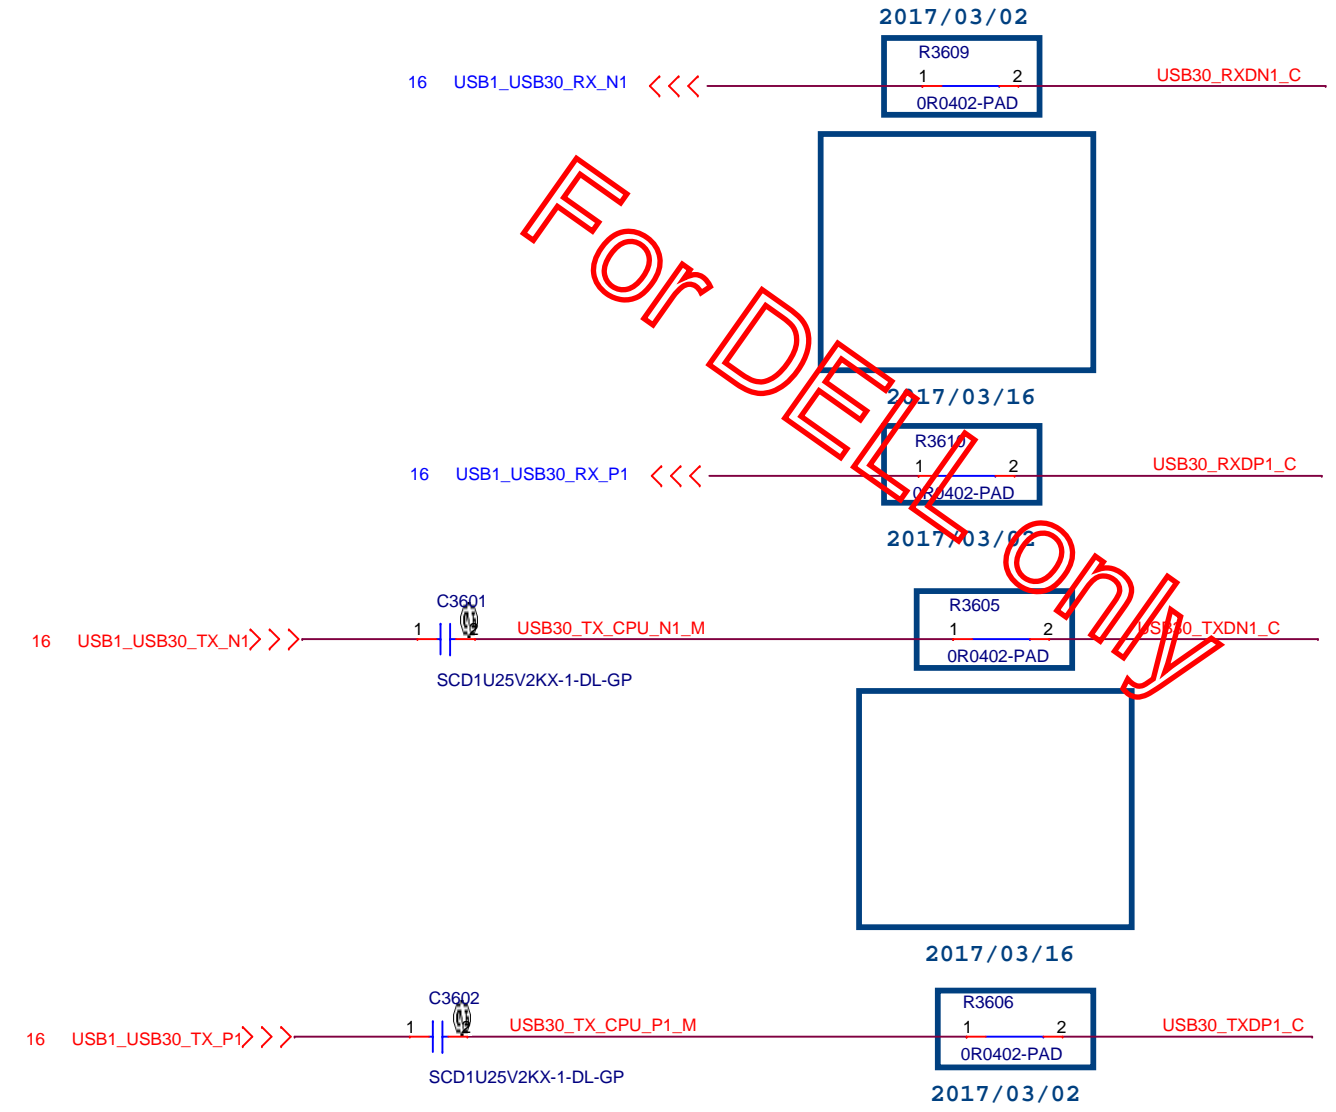 2017/03/02
R3609
16 USB1_USB30_RX_N1 1 2 USB30_RXDN1_C
0R0402-PAD
For DELL only
2017/03/16
R3610
16 USB1_USB30_RX_P1 1 2 USB30_RXDP1_C
0R0402-PAD
2017/03/02
C3601 R3605
16 USB1_USB30_TX_N1 1 2 USB30_TX_CPU_N1_M 1 2 USB30_TXDN1_C
0R0402-PAD
SCD1U25V2KX-1-DL-GP
2017/03/16
C3602 R3606
16 USB1_USB30_TX_P1 1 2 USB30_TX_CPU_P1_M 1 2 USB30_TXDP1_C
0R0402-PAD
SCD1U25V2KX-1-DL-GP
2017/03/02